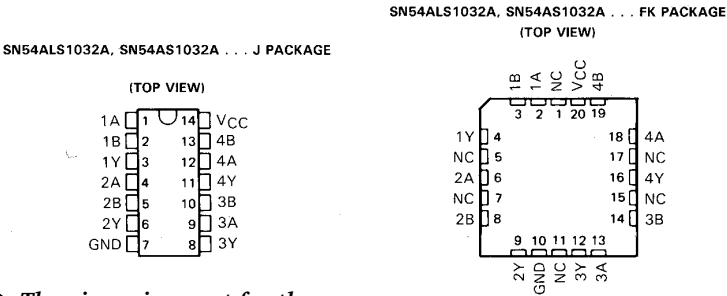 SN54ALS1032A, SN54AS1032A . . . J PACKAGE
(TOP VIEW)
1A 1 14 VCC
1B 2 13 4B
1Y 3 12 4A
2A 4 11 4Y
2B 5 10 3B
2Y 6 9 3A
GND 7 8 3Y
SN54ALS1032A, SN54AS1032A . . . FK PACKAGE
(TOP VIEW)
1B 1A NC VCC 4B
3 2 1 20 19
1Y 4 18 4A
NC 5 17 NC
2A 6 16 4Y
NC 7 15 NC
2B 8 14 3B
9 10 11 12 13
2Y GND NC 3Y 3A